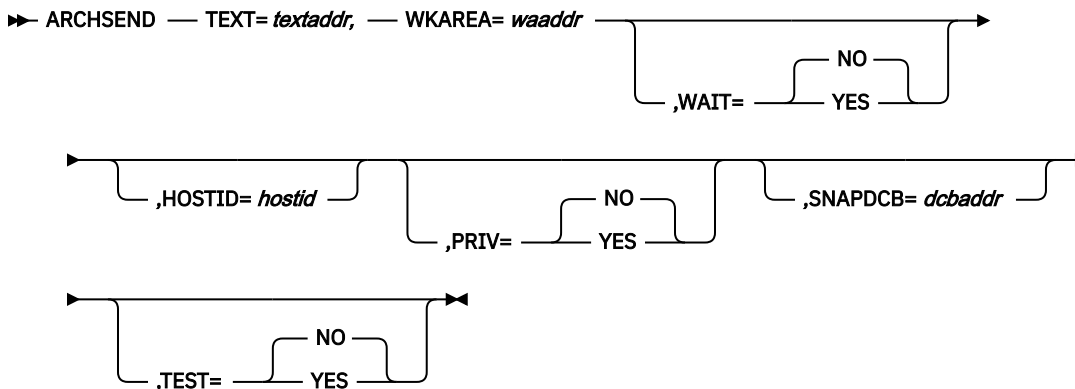 ARCHSEND TEXT= textaddr, WKAREA= waaddr
NO
,WAIT= YES
,HOSTID= hostid
NO
,PRIV= YES
,SNAPDCB= dcbaddr
NO
.TEST= YES